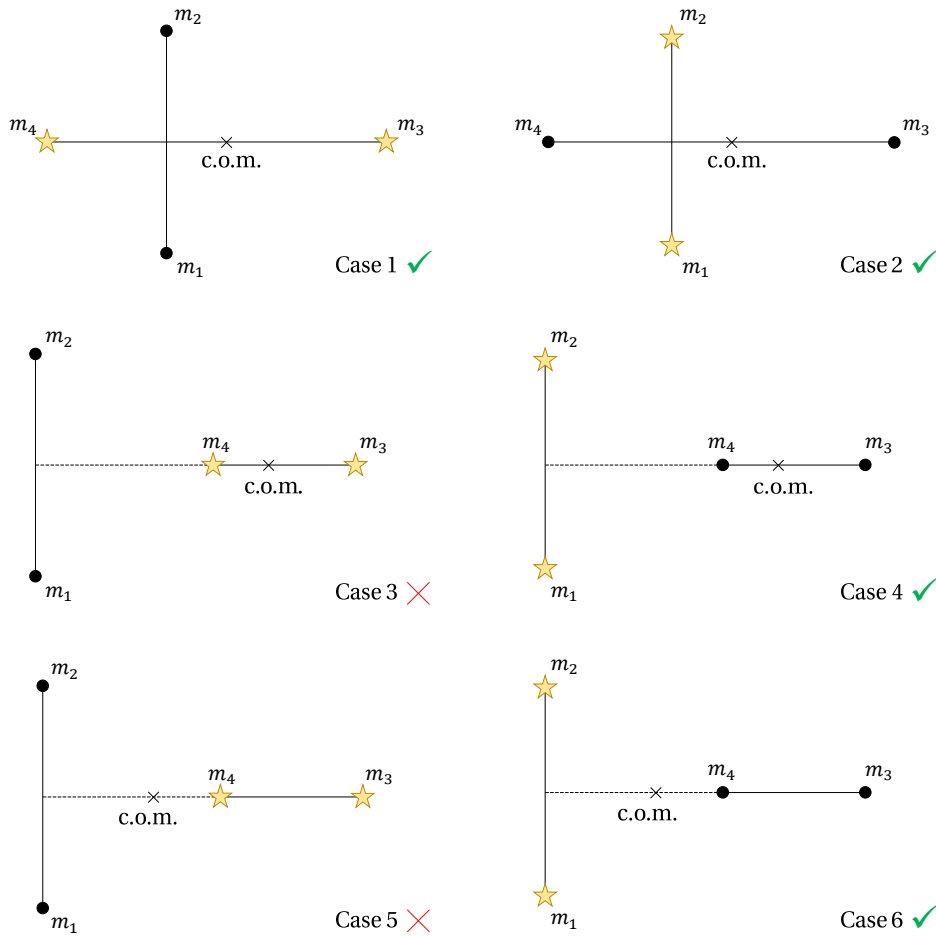 m₂
m₄
m₃
c.o.m.
m₁
Case 1 ✓
m₂
m₄
m₃
c.o.m.
m₁
Case 2 ✓
m₂
m₄
m₃
c.o.m.
m₁
Case 3 ×
m₂
m₄
m₃
c.o.m.
m₁
Case 4 ✓
m₂
m₄
m₃
c.o.m.
m₁
Case 5 ×
m₂
m₄
m₃
c.o.m.
m₁
Case 6 ✓